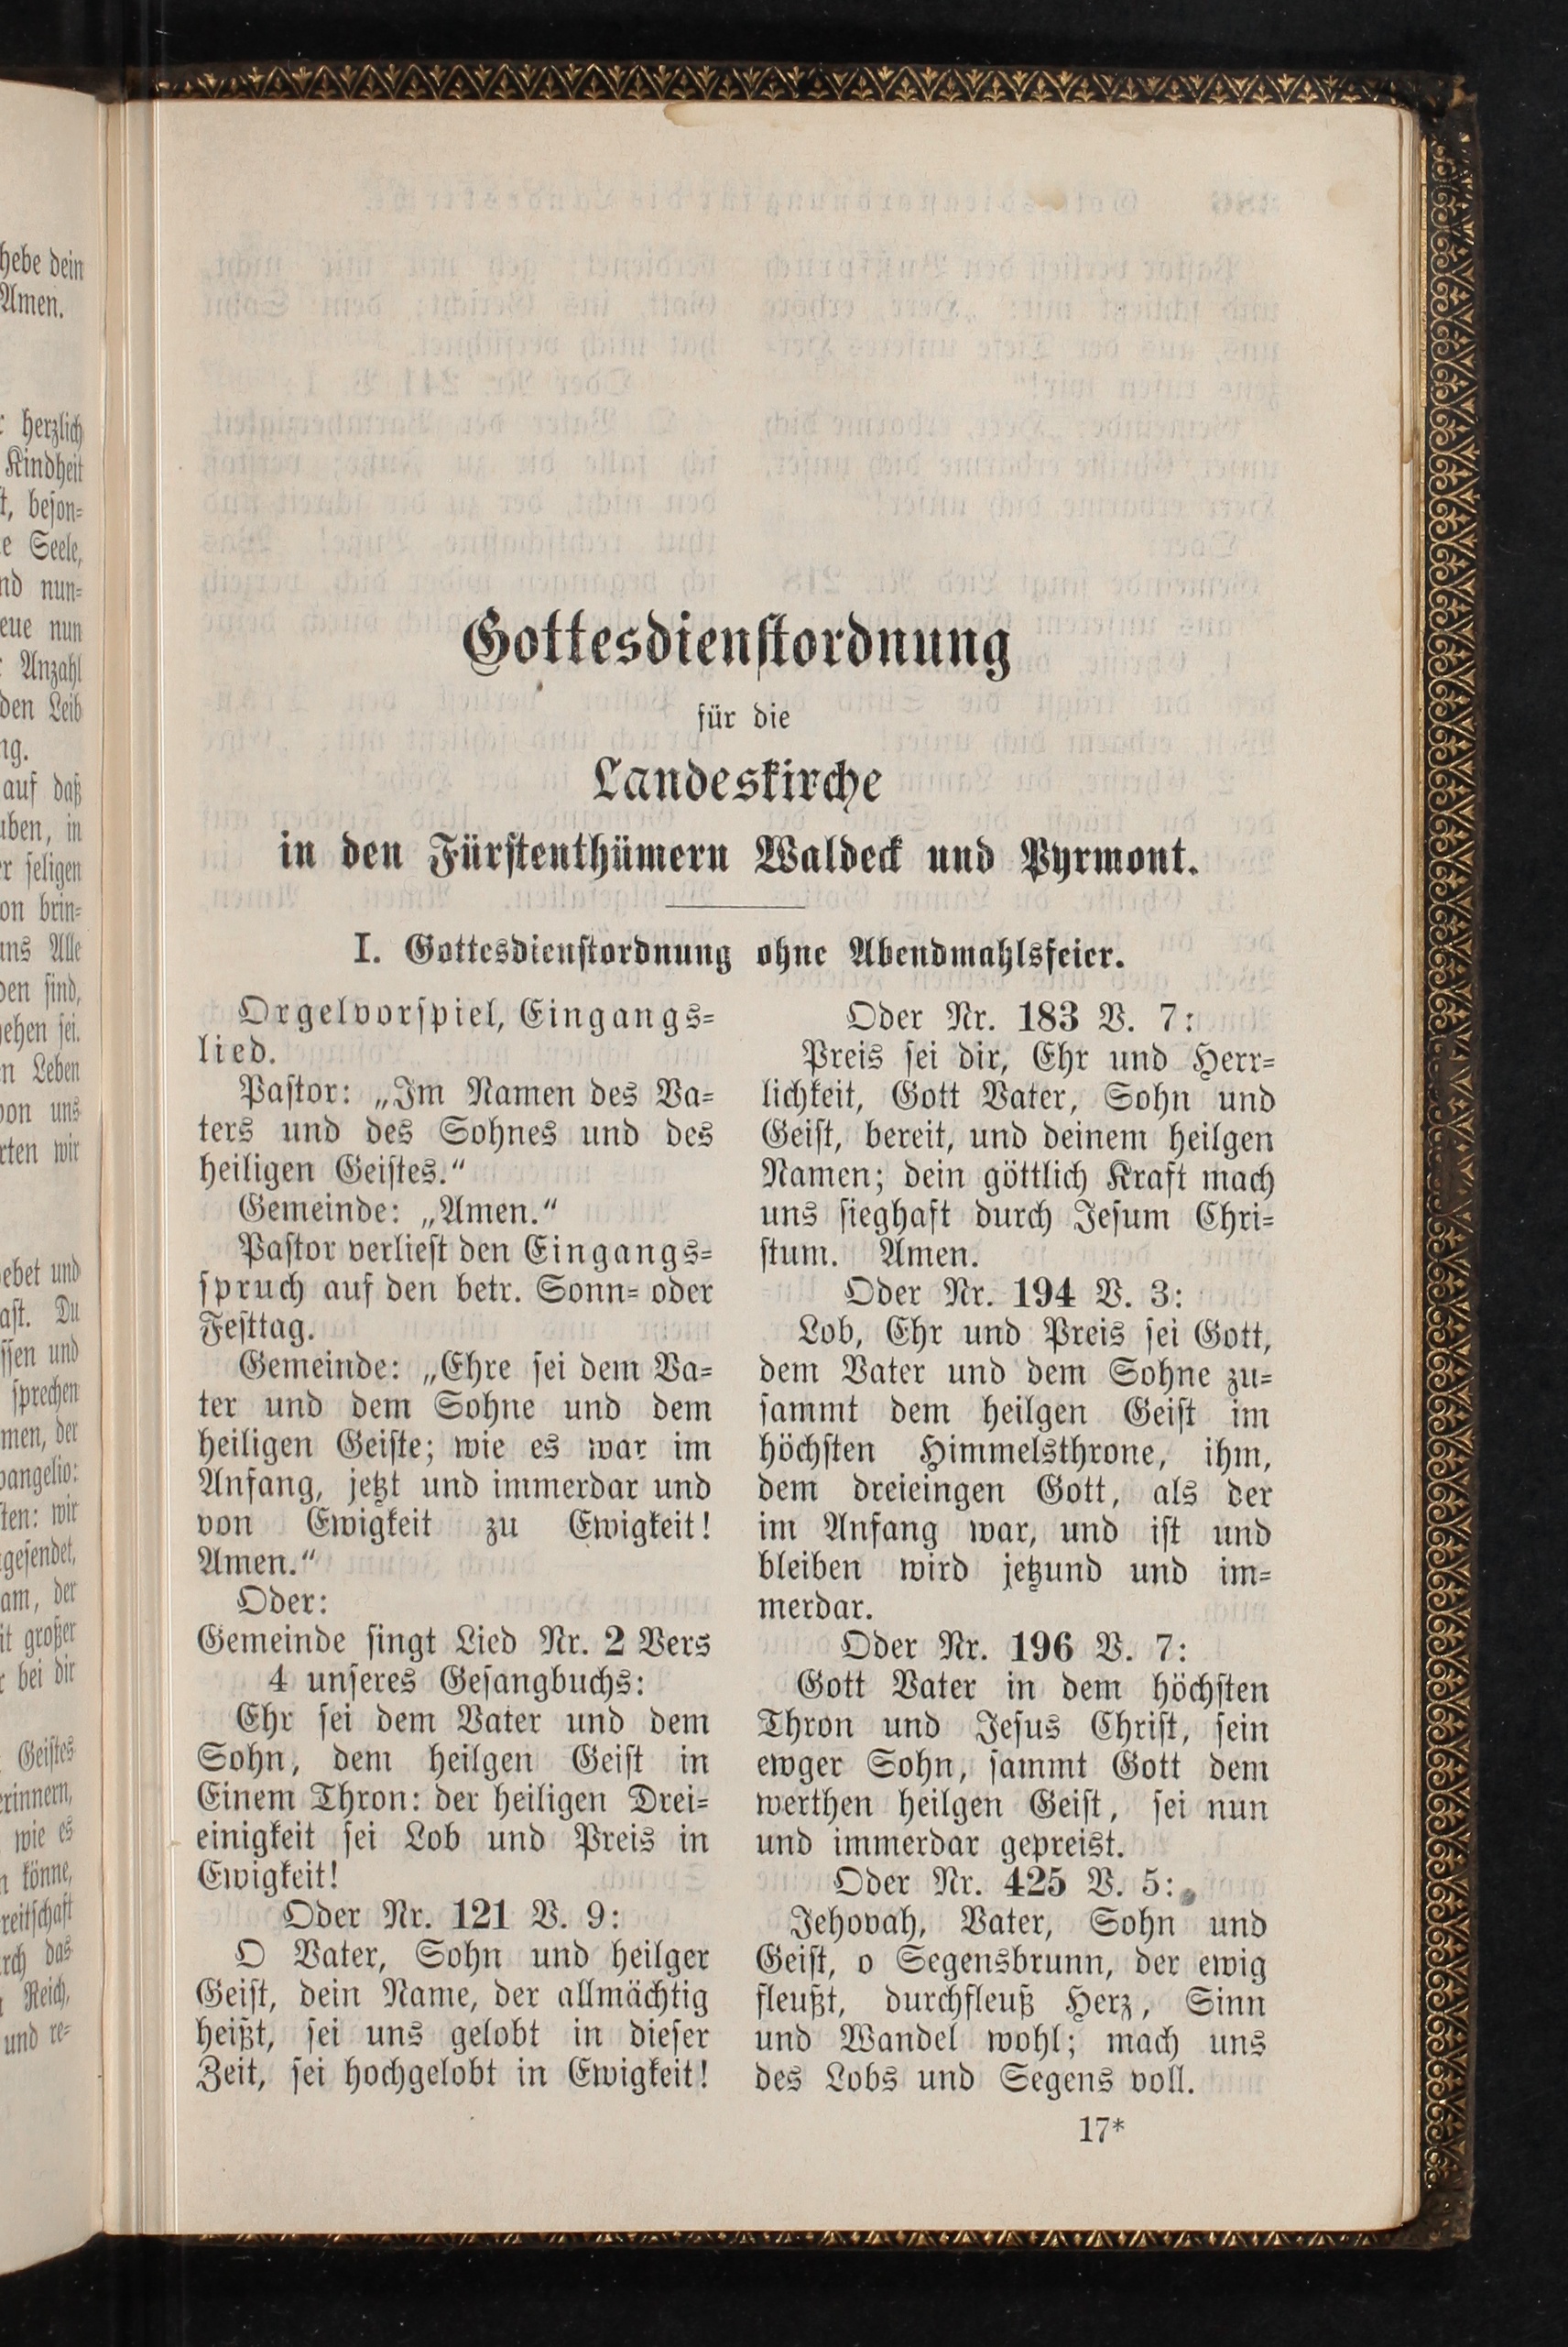 Gottesdienstordnung
für die
Landeskirche
in den Fürstenthümern Waldeck und Pyrmont.
I. Gottesdienstordnung ohne Abendmahlsfeier.
Orgelvorspiel, Eingangs=
lied.
Pastor: „Im Namen des Va=
ters und des Sohnes und des
heiligen Geistes.“
Gemeinde: „Amen.“
Pastor verliest den Eingangs=
spruch auf den betr. Sonn= oder
Festtag.
Gemeinde: „Ehre sei dem Va=
ter und dem Sohne und dem
heiligen Geiste; wie es war im
Anfang, jetzt und immerdar und
von Ewigkeit zu Ewigkeit!
Amen.“
Oder:
Gemeinde singt Lied Nr. 2 Vers
4 unseres Gesangbuchs:
Ehr sei dem Vater und dem
Sohn, dem heilgen Geist in
Einem Thron: der heiligen Drei=
einigkeit sei Lob und Preis in
Ewigkeit!
Oder Nr. 121 V. 9:
O Vater, Sohn und heilger
Geist, dein Name, der allmächtig
heißt, sei uns gelobt in dieser
Zeit, sei hochgelobt in Ewigkeit!
Oder Nr. 183 V. 7:
Preis sei dir, Ehr und Herr=
lichkeit, Gott Vater, Sohn und
Geist, bereit, und deinem heilgen
Namen; dein göttlich Kraft mach
uns sieghaft durch Jesum Chri=
stum. Amen.
Oder Nr. 194 V. 3:
Lob, Ehr und Preis sei Gott,
dem Vater und dem Sohne zu=
sammt dem heilgen Geist im
höchsten Himmelsthrone, ihm,
dem dreieingen Gott, als der
im Anfang war, und ist und
bleiben wird jetzund und im=
merdar.
Oder Nr. 196 V. 7:
Gott Vater in dem höchsten
Thron und Jesus Christ, sein
ewger Sohn, sammt Gott dem
werthen heilgen Geist, sei nun
und immerdar gepreist.
Oder Nr. 425 V. 5:
Jehovah, Vater, Sohn und
Geist, o Segensbrunn, der ewig
fleußt, durchfleuß Herz, Sinn
und Wandel wohl; mach uns
des Lobs und Segens voll.
17*